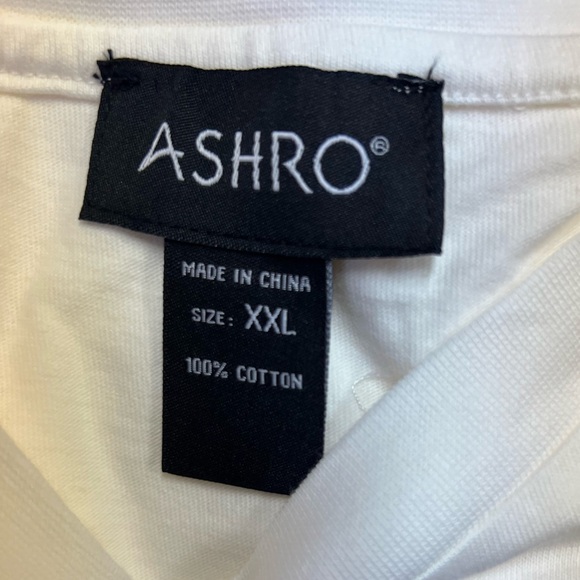 ASHRO®
MADE IN CHINA
SIZE: XXL
100% COTTON